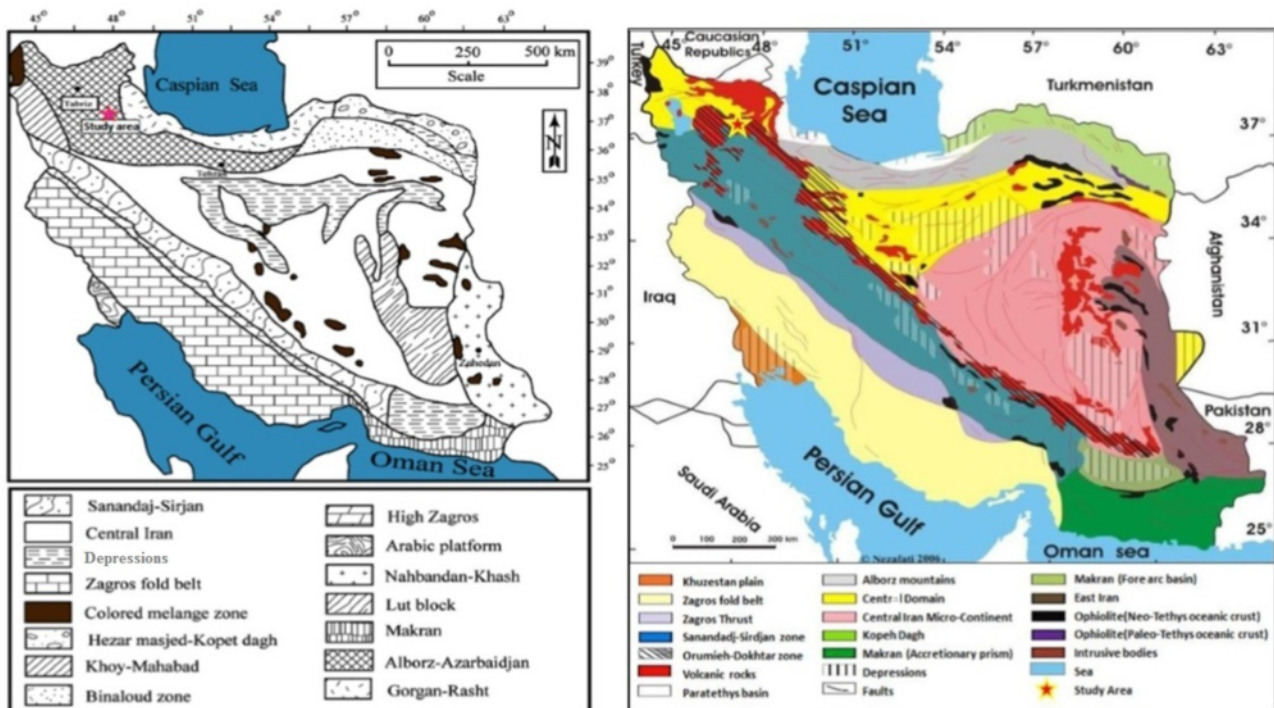 45° 48° 51° 54° 57° 60° 63°
0 250 500 km
Scale
39°
38°
37°
36°
35°
34°
33°
32°
31°
30°
29°
28°
27°
26°
25°
Caspian Sea
Tabriz
Study area
N
Tehran
Zahedan
Persian Gulf
Oman Sea
Sanandaj-Sirjan
Central Iran
Depressions
Zagros fold belt
Colored melange zone
Hezar masjed-Kopet dagh
Khoy-Mahabad
Binaloud zone
High Zagros
Arabic platform
Nahbandan-Khash
Lut block
Makran
Alborz-Azarbaidjan
Gorgan-Rasht
45° 48° 51° 54° 57° 60° 63°
Turkey
Caucasian
Republics
Caspian
Sea
Turkmenistan
37°
34°
Afghanistan
Iraq
31°
Pakistan
28°
Persian Gulf
Saudi Arabia
25°
0 100 200 300 km
© Nezafati 2006
Oman sea
Khuzestan plain
Zagros fold belt
Zagros Thrust
Sanandadj-Sirdjan zone
Orumieh-Dokhtar zone
Volcanic rocks
Paratethys basin
Alborz mountains
Central Domain
Central Iran Micro-Continent
Kopeh Dagh
Makran (Accretionary prism)
Depressions
Faults
Makran (Fore arc basin)
East Iran
Ophiolite(Neo-Tethys oceanic crust)
Ophiolite(Paleo-Tethys oceanic crust)
Intrusive bodies
Sea
Study Area